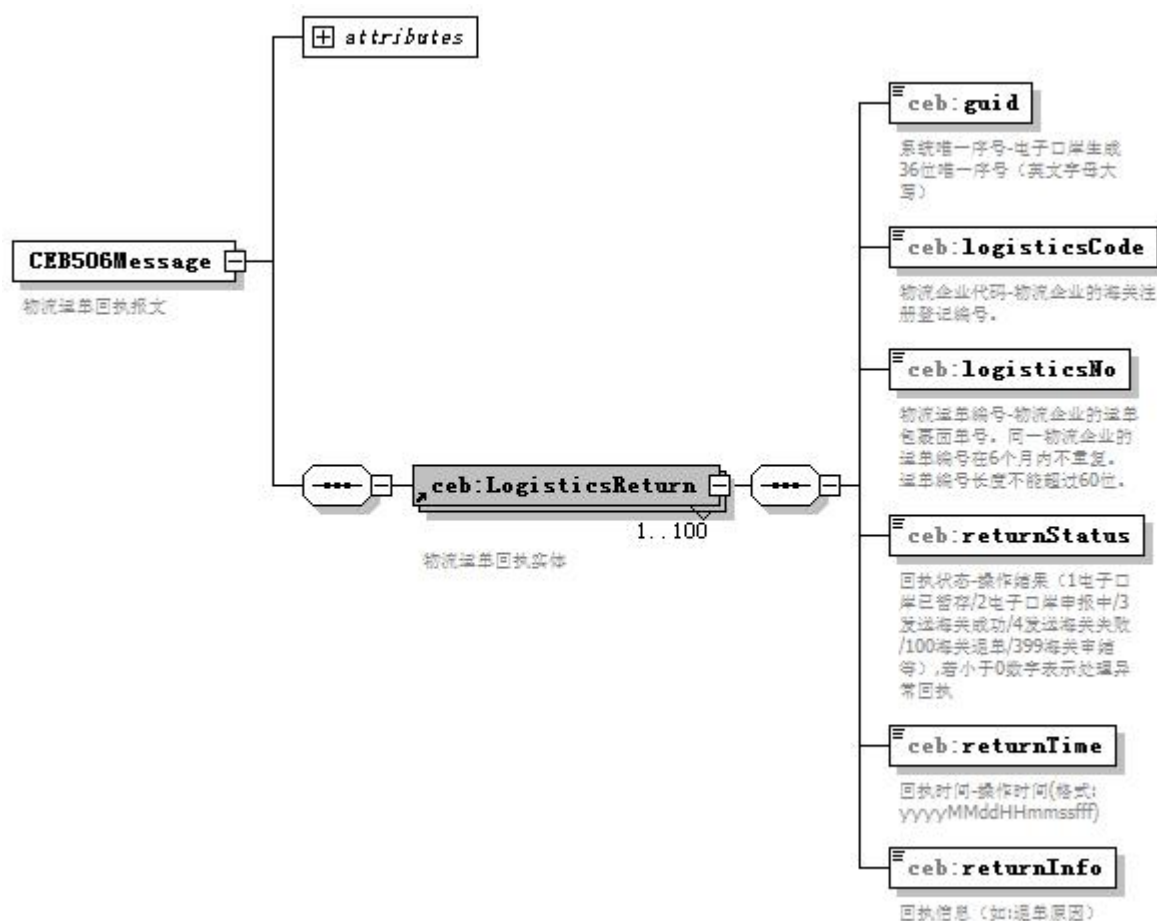 attributes
ceb:guid
系统唯一序号-电子口岸生成
36位唯一序号（英文字母大
写）
CEB506Message
物流运单回执报文
ceb:logisticsCode
物流企业代码-物流企业的海关注
册登记编号。
ceb:logisticsNo
物流运单编号-物流企业的运单
包裹面单号。同一物流企业的
运单编号在6个月内不重复。
运单编号长度不能超过60位。
ceb:LogisticsReturn
1..100
物流运单回执实体
ceb:returnStatus
回执状态-操作结果（1电子口
岸已暂存/2电子口岸申报中/3
发送海关成功/4发送海关失败
/100海关退单/399海关审结
等）,若小于0数字表示处理异
常回执
ceb:returnTime
回执时间-操作时间(格式:
yyyyMMddHHmmssfff)
ceb:returnInfo
回执信息（如:退单原因）